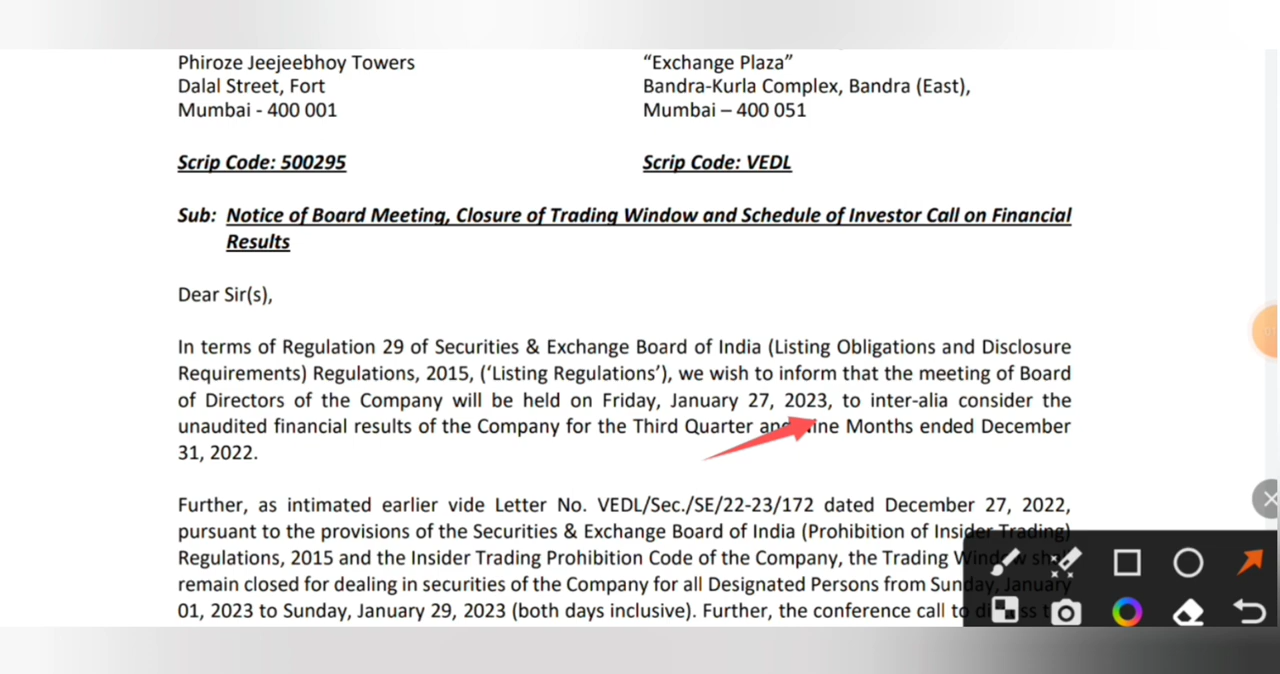 Phiroze Jeejeebhoy Towers
Dalal Street, Fort
Mumbai - 400 001
“Exchange Plaza”
Bandra-Kurla Complex, Bandra (East),
Mumbai – 400 051
Scrip Code: 500295
Scrip Code: VEDL
Sub: Notice of Board Meeting, Closure of Trading Window and Schedule of Investor Call on Financial
Results
Dear Sir(s),
In terms of Regulation 29 of Securities & Exchange Board of India (Listing Obligations and Disclosure
Requirements) Regulations, 2015, (‘Listing Regulations’), we wish to inform that the meeting of Board
of Directors of the Company will be held on Friday, January 27, 2023, to inter-alia consider the
unaudited financial results of the Company for the Third Quarter and Nine Months ended December
31, 2022.
Further, as intimated earlier vide Letter No. VEDL/Sec./SE/22-23/172 dated December 27, 2022,
pursuant to the provisions of the Securities & Exchange Board of India (Prohibition of Insider Trading)
Regulations, 2015 and the Insider Trading Prohibition Code of the Company, the Trading Window shall
remain closed for dealing in securities of the Company for all Designated Persons from Sunday, January
01, 2023 to Sunday, January 29, 2023 (both days inclusive). Further, the conference call to